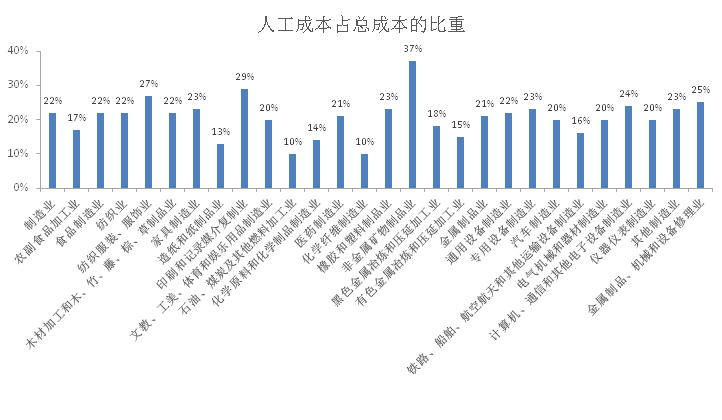 人工成本占总成本的比重
40%
30%
20%
10%
0%
22%
17%
22%
22%
27%
22%
23%
13%
29%
20%
10%
14%
21%
10%
23%
37%
18%
15%
21%
22%
23%
20%
16%
20%
24%
20%
23%
25%
制造业
农副食品加工业
食品制造业
纺织业
纺织服装、服饰业
木材加工和木、竹、藤、棕、草制品业
家具制造业
造纸和纸制品业
印刷和记录媒介复制业
文教、工美、体育和娱乐用品制造业
石油、煤炭及其他燃料加工业
化学原料和化学制品制造业
医药制造业
化学纤维制造业
橡胶和塑料制品业
非金属矿物制品业
黑色金属冶炼和压延加工业
有色金属冶炼和压延加工业
金属制品业
通用设备制造业
专用设备制造业
汽车制造业
铁路、船舶、航空航天和其他运输设备制造业
电气机械和器材制造业
计算机、通信和其他电子设备制造业
仪器仪表制造业
其他制造业
金属制品、机械和设备修理业